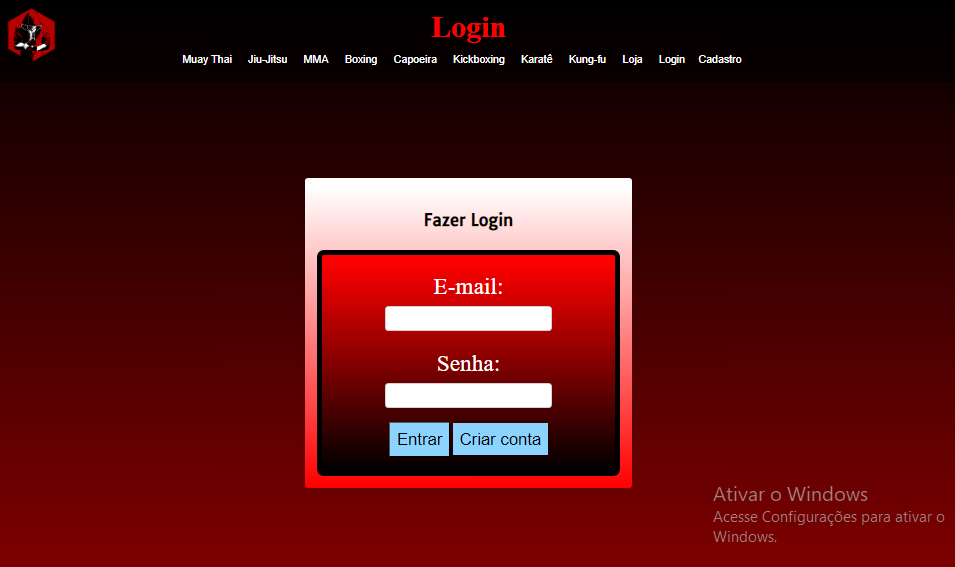 Login
Muay Thai Jiu-Jitsu MMA Boxing Capoeira Kickboxing Karatê Kung-fu Loja Login Cadastro
Fazer Login
E-mail:
Senha:
Entrar Criar conta
Ativar o Windows
Acesse Configurações para ativar o
Windows.